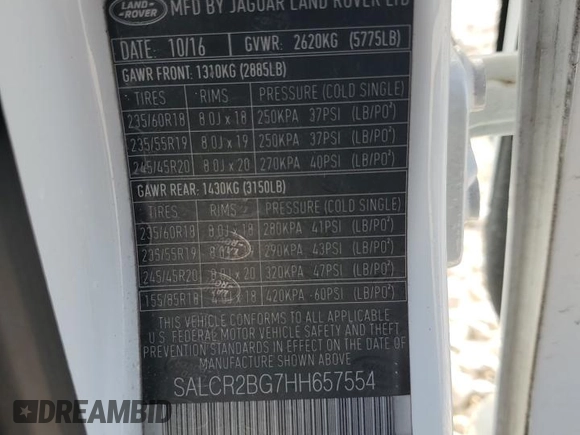 LAND-
ROVER
MFD BY JAGUAR LAND ROVER LTD
DATE: 10/16 GVWR: 2620KG (5775LB)
GAWR FRONT: 1310KG (2885LB)
TIRES RIMS PRESSURE (COLD SINGLE)
235/60R18 8.0J x 18 250KPA 37PSI (LB/PO²)
235/55R19 8.0J x 19 250KPA 37PSI (LB/PO²)
245/45R20 8.0J x 20 270KPA 40PSI (LB/PO²)
GAWR REAR: 1430KG (3150LB)
TIRES RIMS PRESSURE (COLD SINGLE)
235/60R18 8.0J x 18 280KPA 41PSI (LB/PO²)
235/55R19 8.0J 290KPA 43PSI (LB/PO²)
245/45R20 8.0J x 20 320KPA 47PSI (LB/PO²)
155/85R18 18 420KPA -60PSI (LB/PO²)
THIS VEHICLE CONFORMS TO ALL APPLICABLE
U.S. FEDERAL MOTOR VEHICLE SAFETY AND THEFT
PREVENTION STANDARDS IN EFFECT ON THE DATE OF
MANUFACTURE SHOWN ABOVE.
SALCR2BG7HH657554
AUTOBIDMASTER